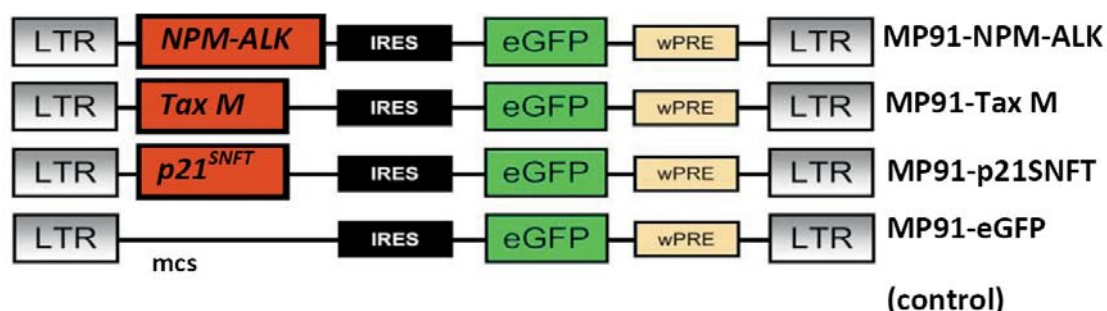 LTR NPM-ALK IRES eGFP wPRE LTR MP91-NPM-ALK
LTR Tax M IRES eGFP wPRE LTR MP91-Tax M
LTR p21SNFT IRES eGFP wPRE LTR MP91-p21SNFT
LTR IRES eGFP wPRE LTR MP91-eGFP
mcs
(control)